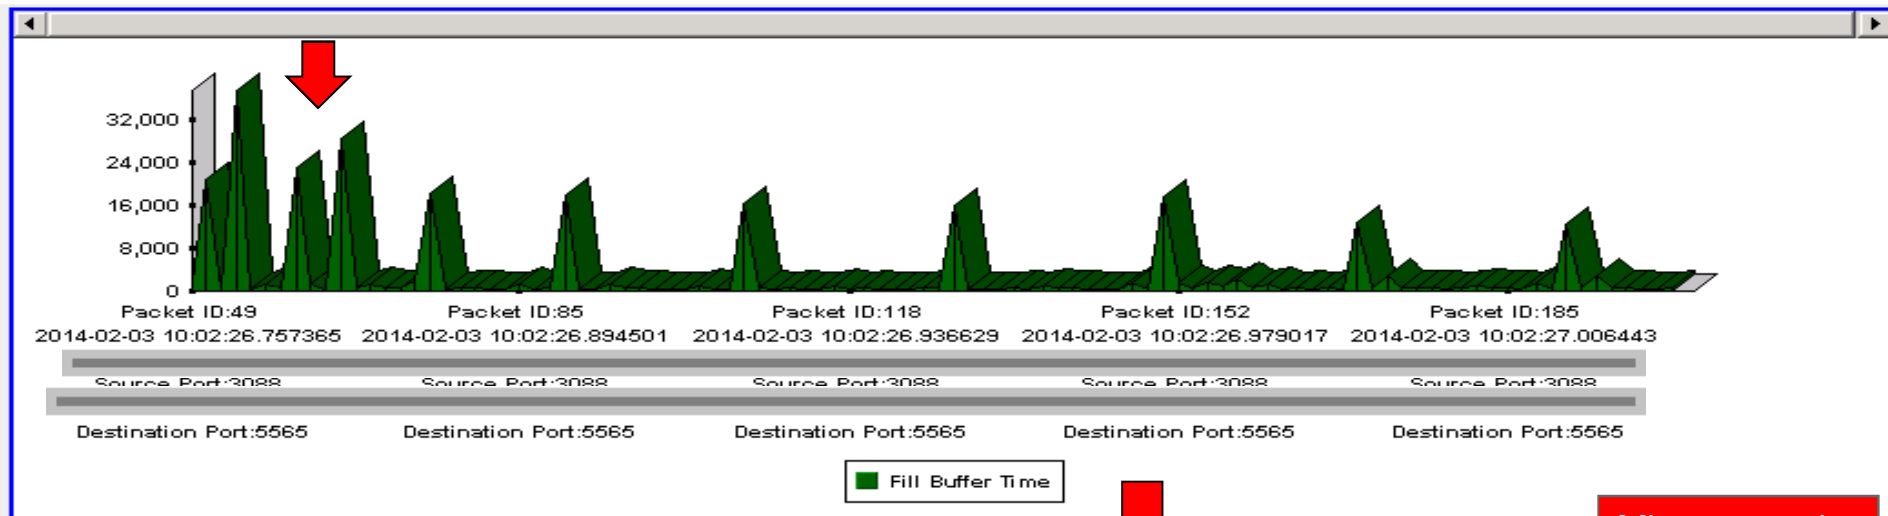 32,000
24,000
16,000
8,000
0
Packet ID:49 Packet ID:85 Packet ID:118 Packet ID:152 Packet ID:185
2014-02-03 10:02:26.757365 2014-02-03 10:02:26.894501 2014-02-03 10:02:26.936629 2014-02-03 10:02:26.979017 2014-02-03 10:02:27.006443
Source Port:3088 Source Port:3088 Source Port:3088 Source Port:3088 Source Port:3088
Destination Port:5565 Destination Port:5565 Destination Port:5565 Destination Port:5565 Destination Port:5565
Fill Buffer Time